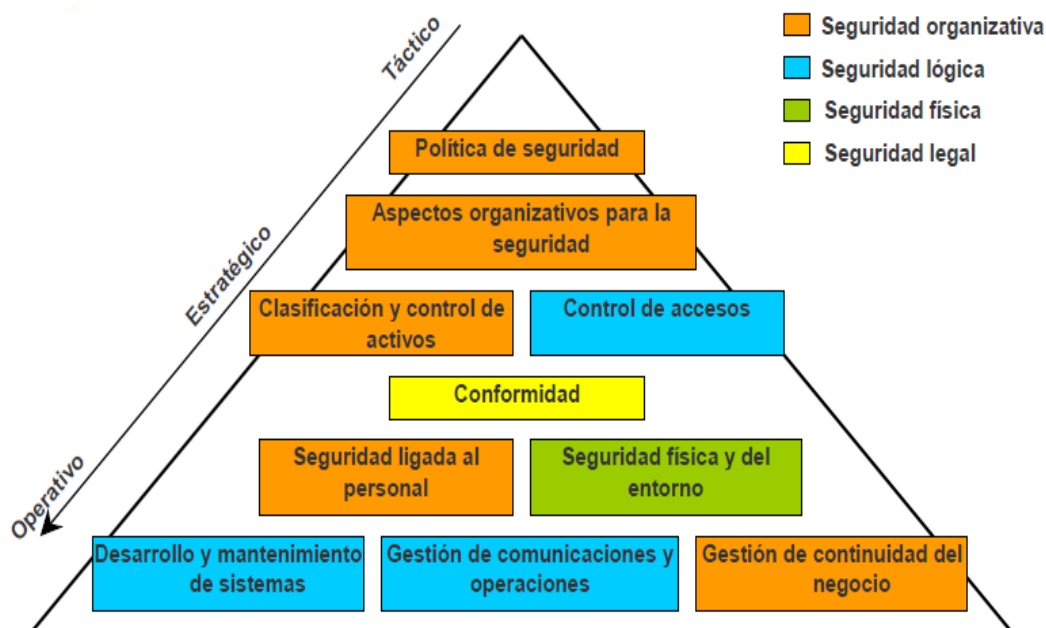 Táctico
Estratégico
Operativo
Seguridad organizativa
Seguridad lógica
Seguridad física
Seguridad legal
Política de seguridad
Aspectos organizativos para la
seguridad
Clasificación y control de
activos
Control de accesos
Conformidad
Seguridad ligada al
personal
Seguridad física y del
entorno
Desarrollo y mantenimiento
de sistemas
Gestión de comunicaciones y
operaciones
Gestión de continuidad del
negocio